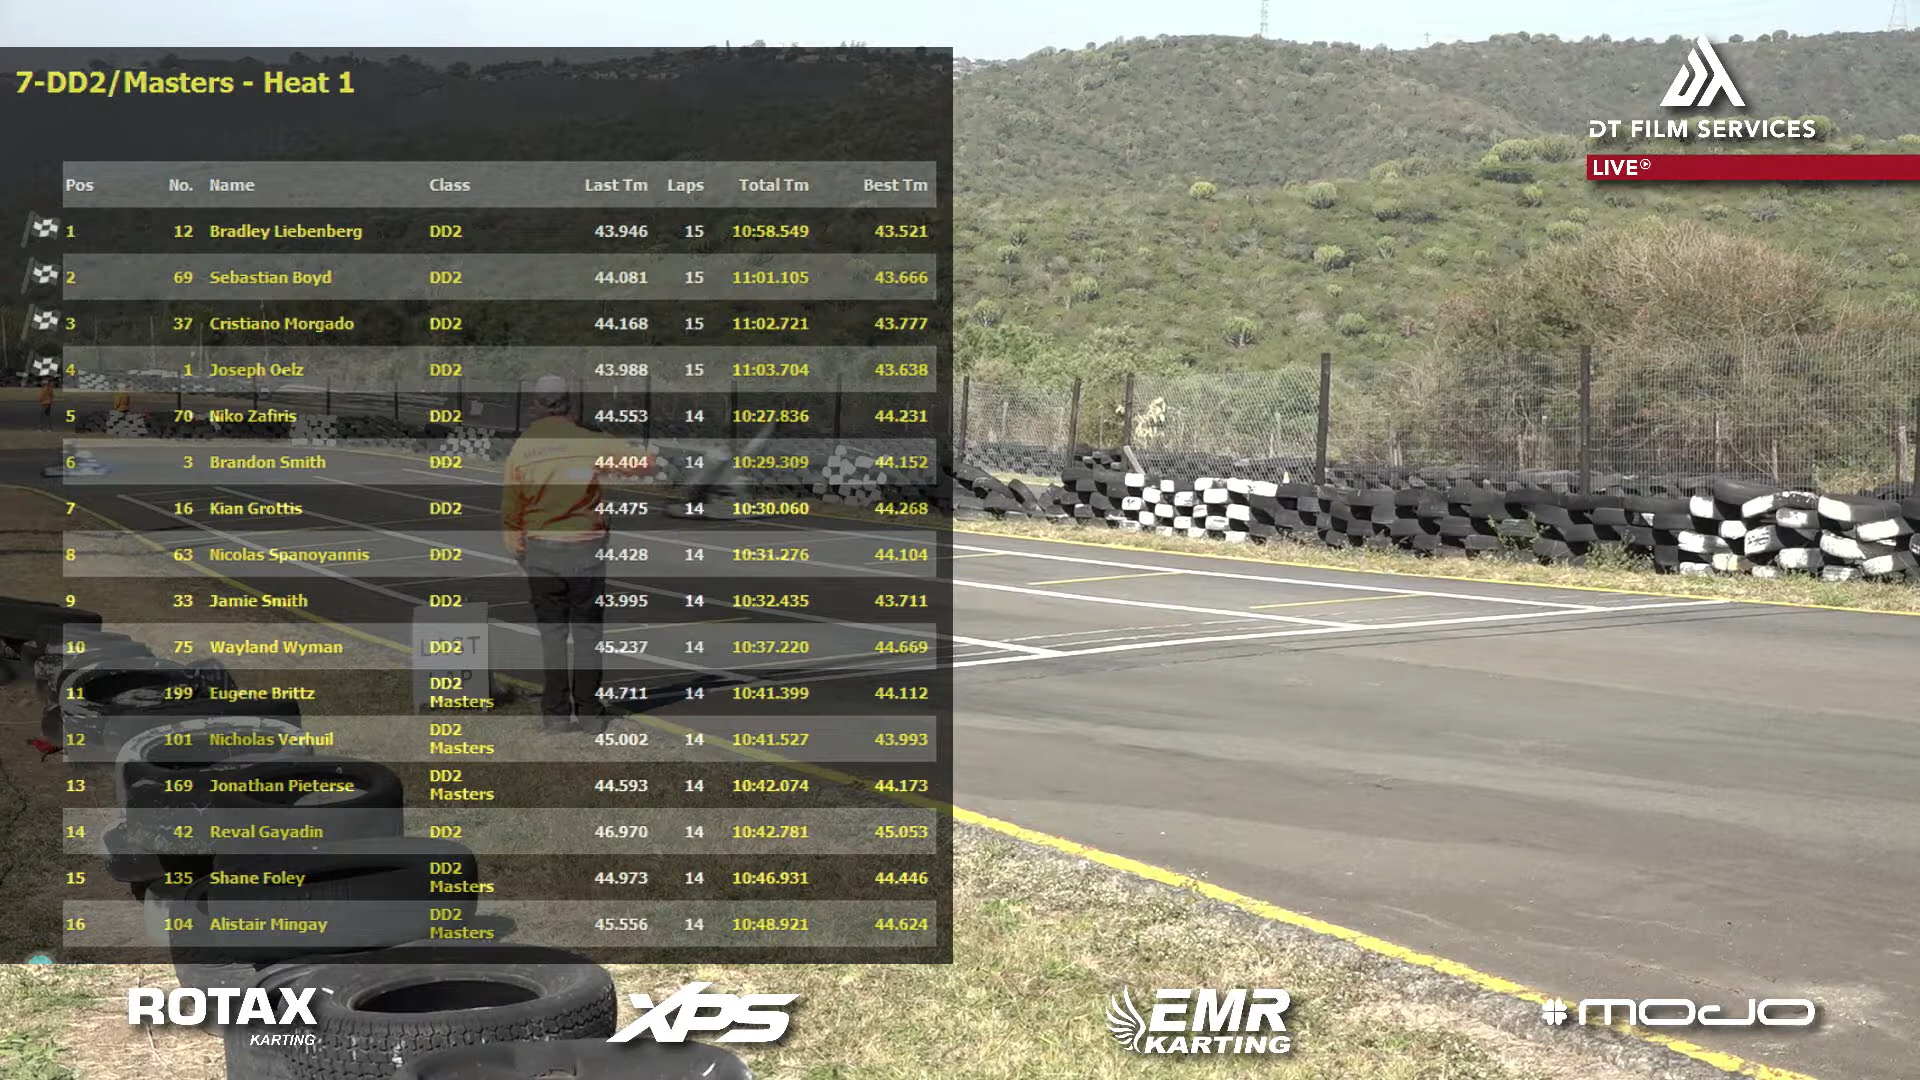 7-DD2/Masters - Heat 1
DT FILM SERVICES
LIVE
Pos No. Name Class Last Tm Laps Total Tm Best Tm
1 12 Bradley Liebenberg DD2 43.946 15 10:58.549 43.521
2 69 Sebastian Boyd DD2 44.081 15 11:01.105 43.666
3 37 Cristiano Morgado DD2 44.168 15 11:02.721 43.777
4 1 Joseph Oelz DD2 43.988 15 11:03.704 43.638
5 70 Niko Zafiris DD2 44.553 14 10:27.836 44.231
6 3 Brandon Smith DD2 44.404 14 10:29.309 44.152
7 16 Kian Grottis DD2 44.475 14 10:30.060 44.268
8 63 Nicolas Spanoyannis DD2 44.428 14 10:31.276 44.104
9 33 Jamie Smith DD2 43.995 14 10:32.435 43.711
10 75 Wayland Wyman DD2 45.237 14 10:37.220 44.669
11 199 Eugene Brittz DD2 Masters 44.711 14 10:41.399 44.112
12 101 Nicholas Verhuil DD2 Masters 45.002 14 10:41.527 43.993
13 169 Jonathan Pieterse DD2 Masters 44.593 14 10:42.074 44.173
14 42 Reval Gayadin DD2 46.970 14 10:42.781 45.053
15 135 Shane Foley DD2 Masters 44.973 14 10:46.931 44.446
16 104 Alistair Mingay DD2 Masters 45.556 14 10:48.921 44.624
ROTAX
KARTING
XPS
EMR
KARTING
MOJO